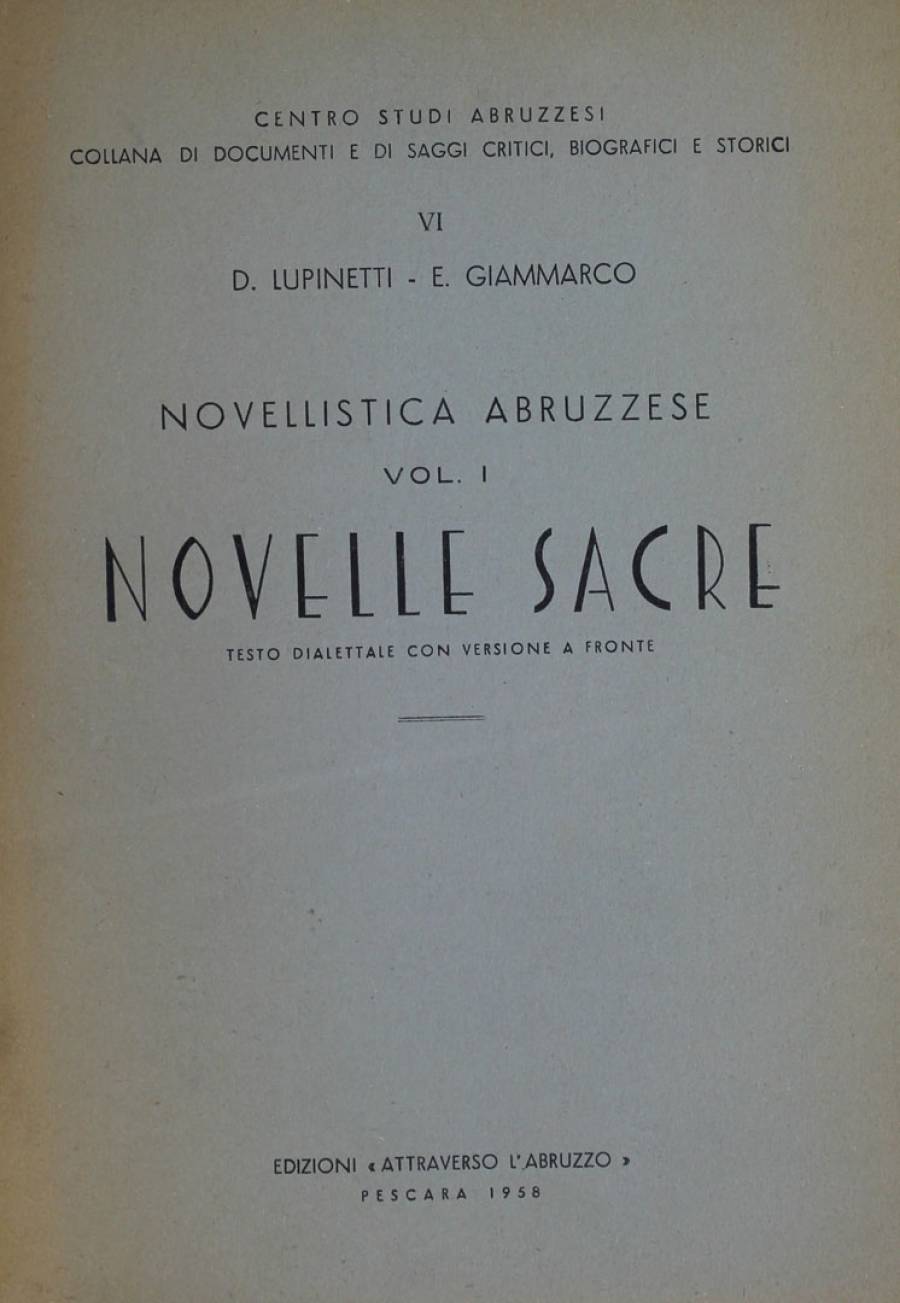 CENTRO STUDI ABRUZZESI
COLLANA DI DOCUMENTI E DI SAGGI CRITICI, BIOGRAFICI E STORICI
VI
D. LUPINETTI - E. GIAMMARCO
NOVELLISTICA ABRUZZESE
VOL. I
NOVELLE SACRE
TESTO DIALETTALE CON VERSIONE A FRONTE
EDIZIONI « ATTRAVERSO L'ABRUZZO »
PESCARA 1958